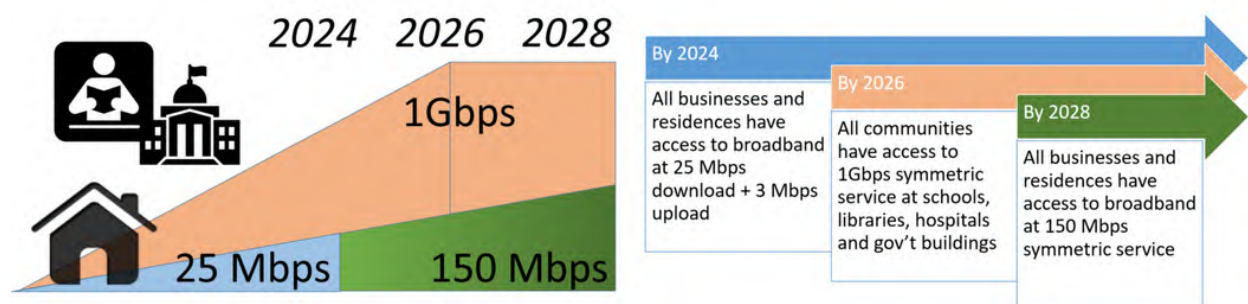 2024 2026 2028
1Gbps
25 Mbps
150 Mbps
By 2024
All businesses and
residences have
access to broadband
at 25 Mbps
download + 3 Mbps
upload
By 2026
All communities
have access to
1Gbps symmetric
service at schools,
libraries, hospitals
and gov't buildings
By 2028
All businesses and
residences have
access to broadband
at 150 Mbps
symmetric service